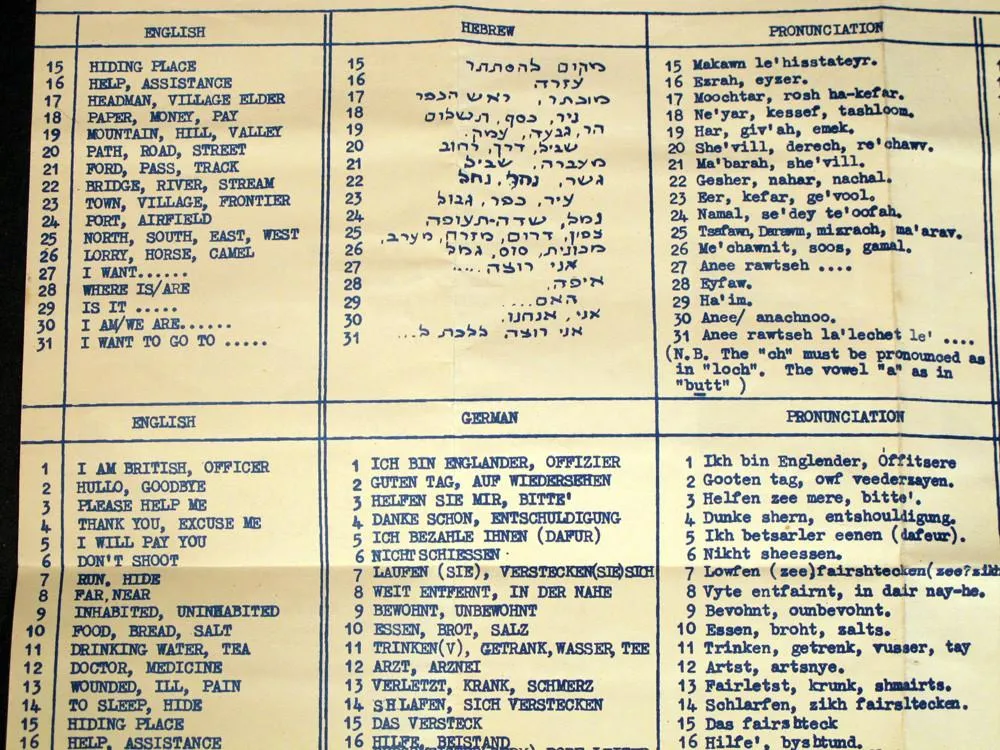 ENGLISH HEBREW PRONUNCIATION
15 HIDING PLACE 15 מקום להסתתר 15 Makawn le'hisstateyr.
16 HELP, ASSISTANCE 16 עזרה 16 Ezrah, eyzer.
17 HEADMAN, VILLAGE ELDER 17 מוכתר, ראש הכפר 17 Moochtar, rosh ha-kefar.
18 PAPER, MONEY, PAY 18 ניר, כסף, תשלום 18 Ne'yar, kessef, tashloom.
19 MOUNTAIN, HILL, VALLEY 19 הר, גבעה, עמק. 19 Har, giv'ah, emek.
20 PATH, ROAD, STREET 20 שביל, דרך, רחוב 20 She'vill, derech, re'chawv.
21 FORD, PASS, TRACK 21 מעברה, שביל 21 Ma'barah, she'vill.
22 BRIDGE, RIVER, STREAM 22 גשר, נהר, נחל 22 Gesher, nahar, nachal.
23 TOWN, VILLAGE, FRONTIER 23 עיר, כפר, גבול 23 Eer, kefar, ge'vool.
24 PORT, AIRFIELD 24 נמל, שדה-תעופה 24 Namal, se'dey te'oofah.
25 NORTH, SOUTH, EAST, WEST 25 צפון, דרום, מזרח, מערב, 25 Tsafawn, Darawm, mizrach, ma'arav.
26 LORRY, HORSE, CAMEL 26 מכונית, סוס, גמל 26 Me'chawnit, soos, gamal.
27 I WANT...... 27 אני רוצה .... 27 Anee rawtseh ....
28 WHERE IS/ARE 28 איפה. 28 Eyfaw.
29 IS IT ..... 29 האם.... 29 Ha'im.
30 I AM/WE ARE...... 30 אני, אנחנו. 30 Anee/ anachnoo.
31 I WANT TO GO TO ..... 31 אני רוצה ללכת ל... 31 Anee rawtseh la'lechet le' ....
(N.B. The "ch" must be pronounced as
in "loch". The vowel "a" as in
"butt" )
ENGLISH GERMAN PRONUNCIATION
1 I AM BRITISH, OFFICER 1 ICH BIN ENGLANDER, OFFIZIER 1 Ikh bin Englender, Offitsere
2 HULLO, GOODBYE 2 GUTEN TAG, AUF WIEDERSEHEN 2 Gooten tag, owf veederzayen.
3 PLEASE HELP ME 3 HELFEN SIE MIR, BITTE' 3 Helfen zee mere, bitte'.
4 THANK YOU, EXCUSE ME 4 DANKE SCHON, ENTSCHULDIGUNG 4 Dunke shern, entshouldigung.
5 I WILL PAY YOU 5 ICH BEZAHLE IHNEN (DAFUR) 5 Ikh betsarler eenen (dafeur).
6 DON'T SHOOT 6 NICHT SCHIESSEN 6 Nikht sheessen.
7 RUN, HIDE 7 LAUFEN (SIE), VERSTECKEN(SIE)SICH 7 Lowfen (zee)fairshtecken(zee?zikh
8 FAR, NEAR 8 WEIT ENTFERNT, IN DER NAHE 8 Vyte entfairnt, in dair nay-he.
9 INHABITED, UNINHABITED 9 BEWOHNT, UNBEWOHNT 9 Bevohnt, ounbevohnt.
10 FOOD, BREAD, SALT 10 ESSEN, BROT, SALZ 10 Essen, broht, zalts.
11 DRINKING WATER, TEA 11 TRINKEN(V), GETRANK,WASSER, TEE 11 Trinken, getrenk, vusser, tay
12 DOCTOR, MEDICINE 12 ARZT, ARZNEI 12 Artst, artsnye.
13 WOUNDED, ILL, PAIN 13 VERLETZT, KRANK, SCHMERZ 13 Fairletst, krunk, shmairts.
14 TO SLEEP, HIDE 14 SHLAFEN, SICH VERSTECKEN 14 Schlarfen, zikh fairsltecken.
15 HIDING PLACE 15 DAS VERSTECK 15 Das fairshteck
16 HELP, ASSISTANCE 16 HILFE, BEISTAND 16 Hilfe', byshtund.